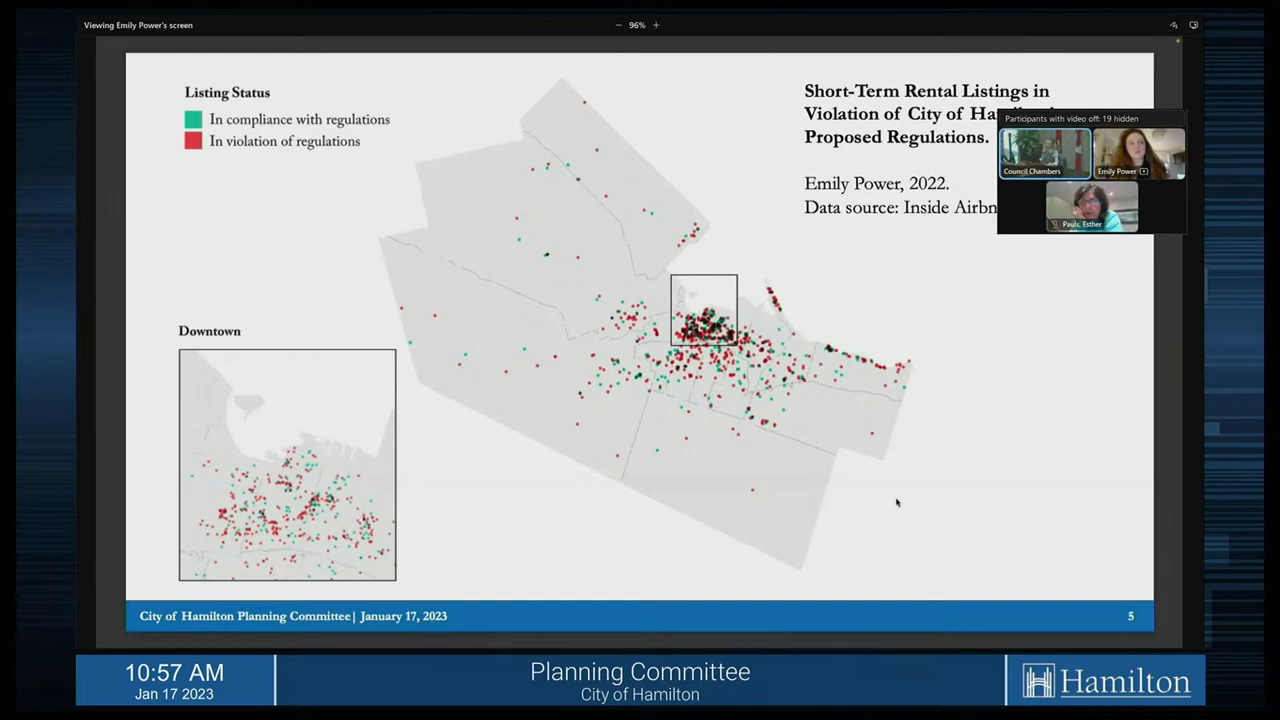 Viewing Emily Power's screen
96%
Listing Status
In compliance with regulations
In violation of regulations
Short-Term Rental Listings in
Violation of City of
Proposed Regulations.
Emily Power, 2022.
Data source: Inside
Participants with video off: 19 hidden
Council Chambers
Emily Power
Pauls, Esther
Downtown
City of Hamilton Planning Committee| January 17, 2023
5
10:57 AM
Jan 17 2023
Planning Committee
City of Hamilton
Hamilton